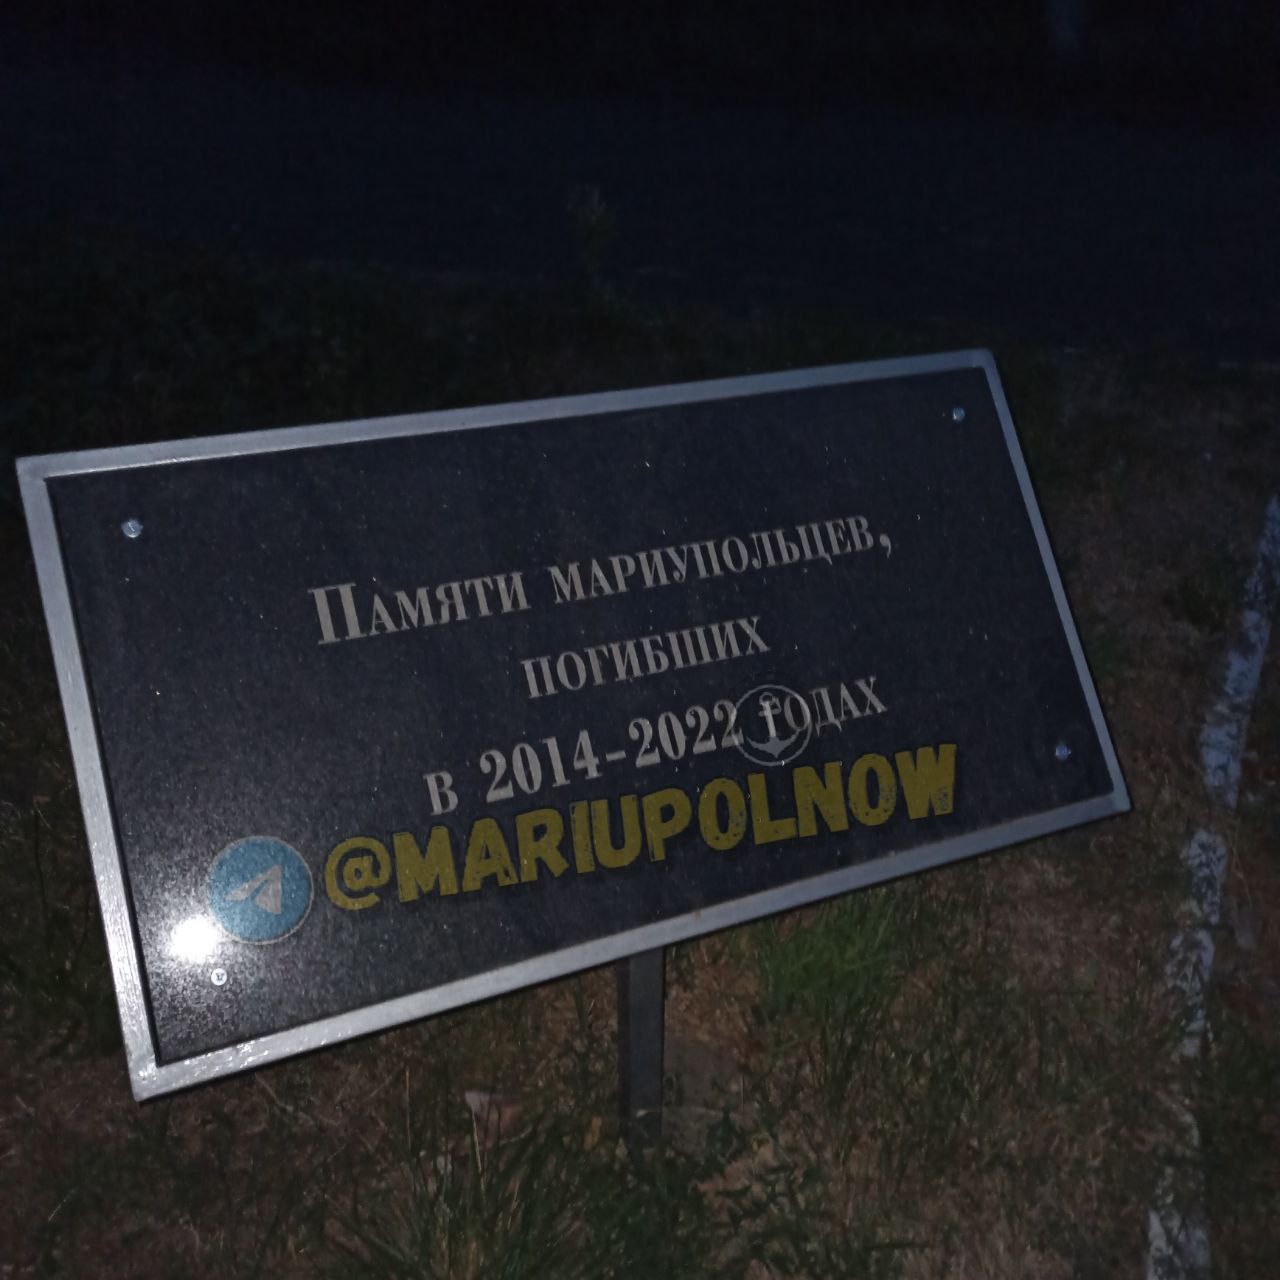 Памяти мариупольцев,
погибших
в 2014-2022 годах
@MARIUPOLNOW